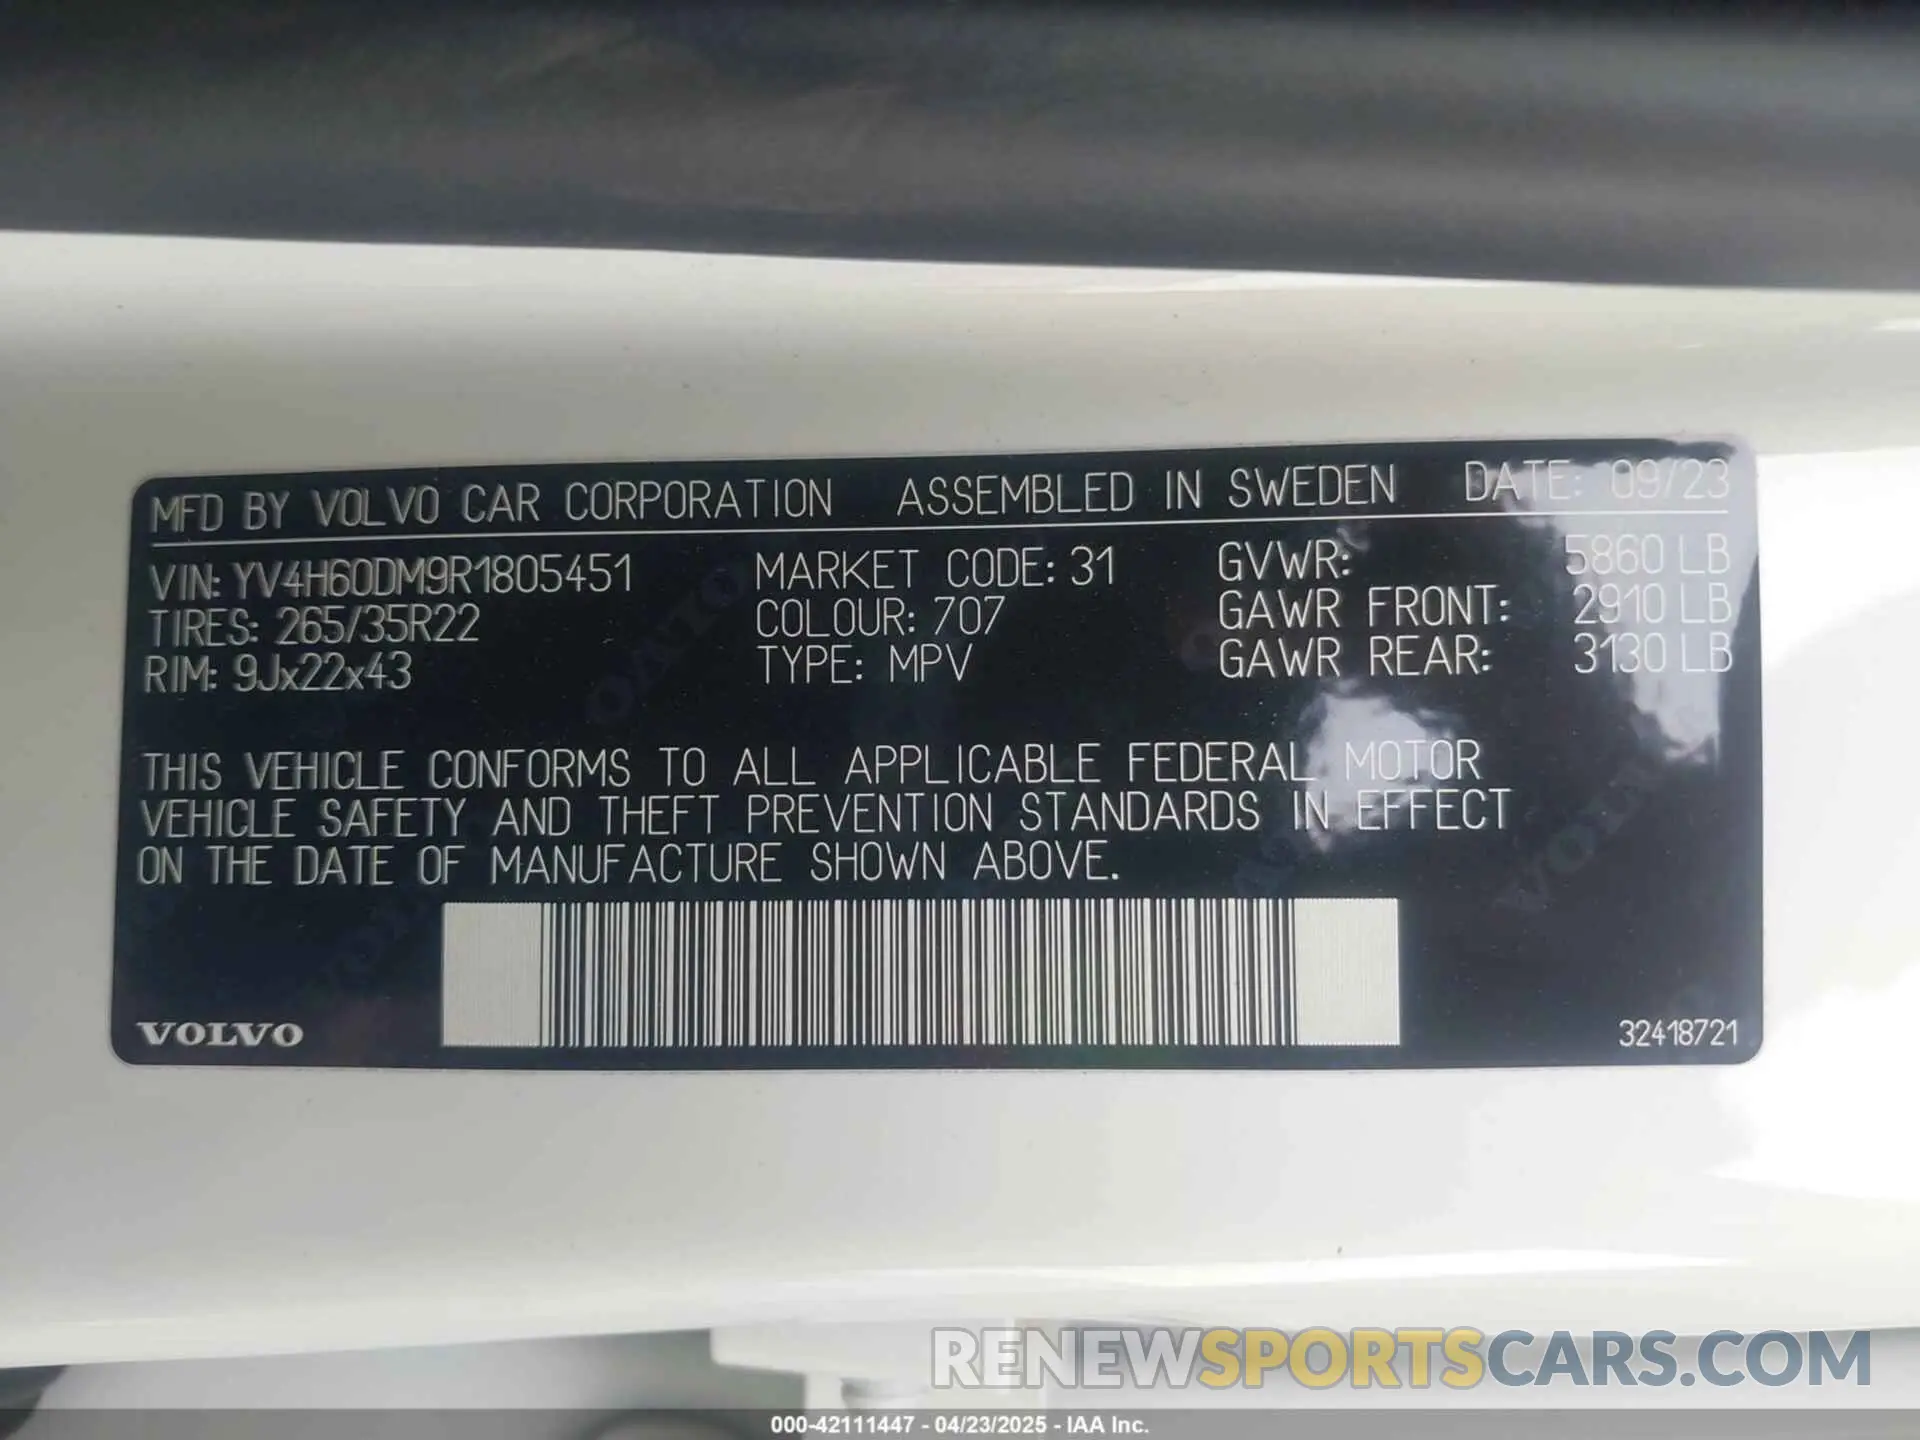 MFD BY VOLVO CAR CORPORATION ASSEMBLED IN SWEDEN DATE: 09/23
VIN: YV4H60DM9R1805451 MARKET CODE: 31 GVWR: 5860 LB
TIRES: 265/35R22 COLOUR: 707 GAWR FRONT: 2910 LB
RIM: 9Jx22x43 TYPE: MPV GAWR REAR: 3130 LB
THIS VEHICLE CONFORMS TO ALL APPLICABLE FEDERAL MOTOR
VEHICLE SAFETY AND THEFT PREVENTION STANDARDS IN EFFECT
ON THE DATE OF MANUFACTURE SHOWN ABOVE.
VOLVO 32418721
RENEWSPORTSCARS.COM
000-42111447 - 04/23/2025 - IAA Inc.